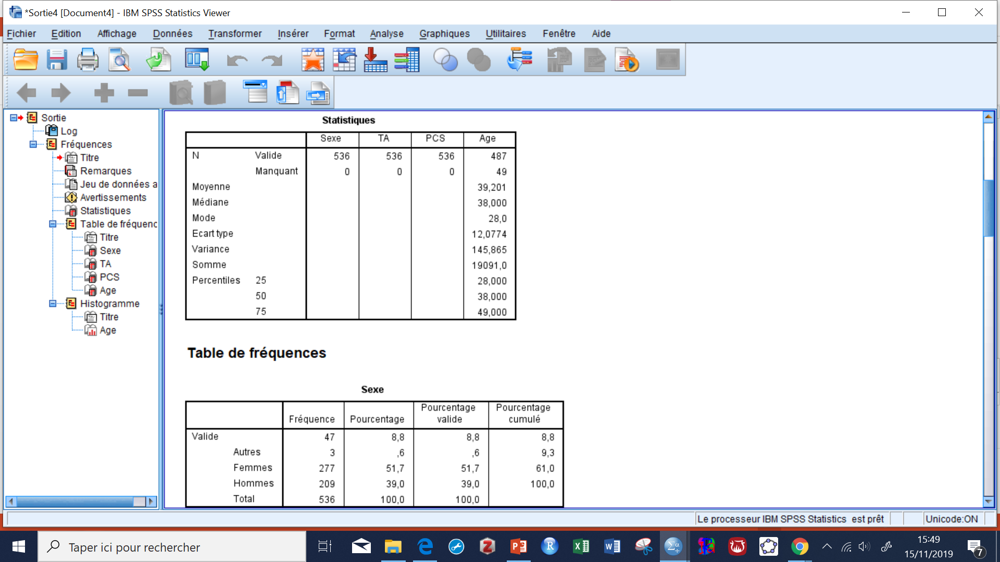 *Sortie4 [Document4] - IBM SPSS Statistics Viewer
Fichier Edition Affichage Données Transformer Insérer Format Analyse Graphiques Utilitaires Fenêtre Aide
Sortie
Log
Fréquences
Titre
Remarques
Jeu de données a
Avertissements
Statistiques
Table de fréquenc
Titre
Sexe
TA
PCS
Age
Histogramme
Titre
Age
Statistiques
Sexe TA PCS Age
N Valide 536 536 536 487
Manquant 0 0 0 49
Moyenne 39,201
Médiane 38,000
Mode 28,0
Ecart type 12,0774
Variance 145,865
Somme 19091,0
Percentiles 25 28,000
50 38,000
75 49,000
Table de fréquences
Sexe
Fréquence Pourcentage Pourcentage valide Pourcentage cumulé
Valide 47 8,8 8,8 8,8
Autres 3 ,6 ,6 9,3
Femmes 277 51,7 51,7 61,0
Hommes 209 39,0 39,0 100,0
Total 536 100,0 100,0
Le processeur IBM SPSS Statistics est prêt Unicode:ON
Taper ici pour rechercher
15:49
15/11/2019
7